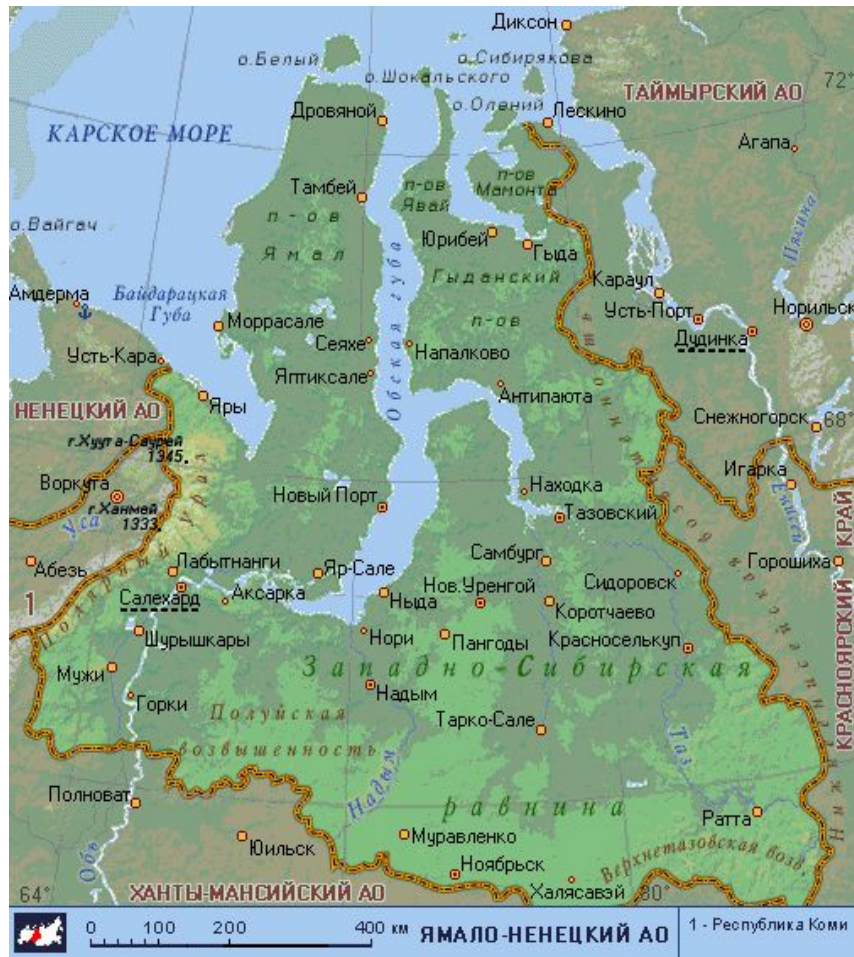 Диксон
о.Белый
о.Сибирякова
о.Шокальского
72°
ТАЙМЫРСКИЙ АО
о.Олений
Дровяной
Лескино
КАРСКОЕ МОРЕ
Агапа
п-ов
Мамонта
Тамбей
п-ов
Явай
п-ов
Ямал
о.Вайгач
Юрибей
Гыда
Пясина
Гыданский
п-ов
Караул
Амдерма
Байдарацкая
Губа
Усть-Порт
Норильск
Моррасале
Обская губа
Дудинка
Сеяхе
Напалково
Усть-Кара
Яптиксале
Антипаюта
Яры
НЕНЕЦКИЙ АО
Снежногорск
68°
г.Хуута-Саурей
1345.
Игарка
Воркута
Находка
Енисей
г.Ханмей
1333.
Новый Порт
Тазовский
Уса
Полярный Урал
Самбург
Абезь
Лабытнанги
Яр-Сале
Сидоровск
Горошиха
КРАСНОЯРСКИЙ КРАЙ
1
Салехард
Аксарка
Ныда
Нов.Уренгой
Коротчаево
Шурышкары
Нори
Пангоды
Красноселькуп
Западно-Сибирская
Мужи
Надым
Горки
Полуйская
возвышенность
Тарко-Сале
Таз
Надым
равнина
Полноват
Ратта
Муравленко
Юильск
Обь
Ноябрьск
Верхнетазовская возв.
Халясавэй
64°
ХАНТЫ-МАНСИЙСКИЙ АО
80°
0 100 200 400 км
ЯМАЛО-НЕНЕЦКИЙ АО
1 - Республика Коми